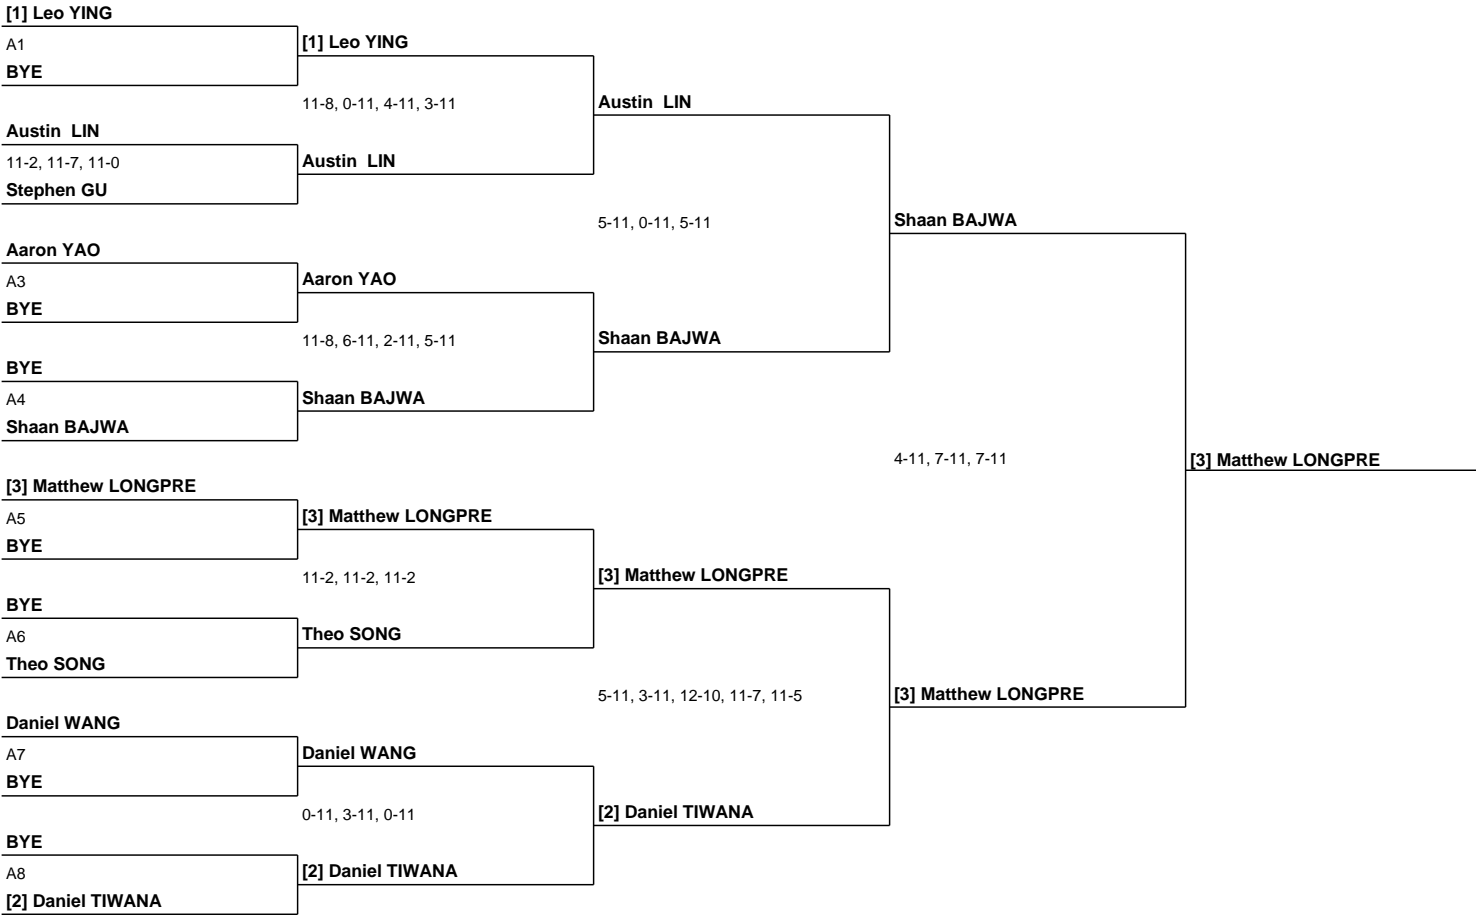 [1] Leo YING
A1
BYE
Austin LIN
11-2, 11-7, 11-0
Stephen GU
Aaron YAO
A3
BYE
BYE
A4
Shaan BAJWA
[3] Matthew LONGPRE
A5
BYE
BYE
A6
Theo SONG
Daniel WANG
A7
BYE
BYE
A8
[2] Daniel TIWANA
[1] Leo YING
11-8, 0-11, 4-11, 3-11
Austin LIN
Aaron YAO
11-8, 6-11, 2-11, 5-11
Shaan BAJWA
[3] Matthew LONGPRE
11-2, 11-2, 11-2
Theo SONG
Daniel WANG
0-11, 3-11, 0-11
[2] Daniel TIWANA
Austin LIN
5-11, 0-11, 5-11
Shaan BAJWA
[3] Matthew LONGPRE
5-11, 3-11, 12-10, 11-7, 11-5
[2] Daniel TIWANA
Shaan BAJWA
4-11, 7-11, 7-11
[3] Matthew LONGPRE
[3] Matthew LONGPRE